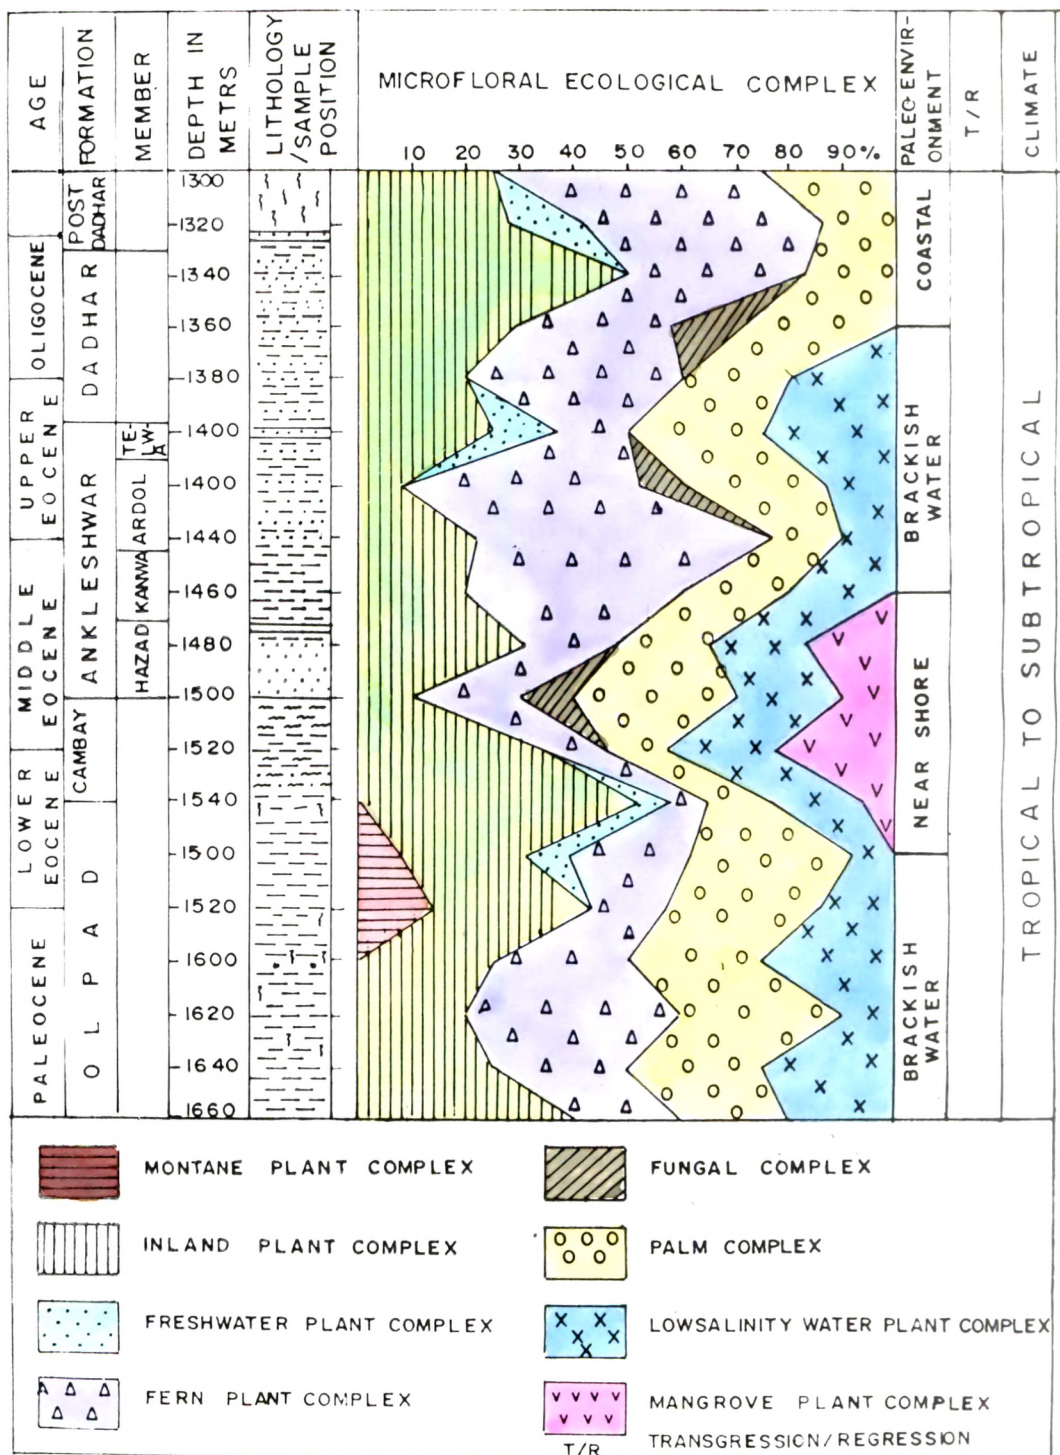 AGE
FORMATION
MEMBER
DEPTH IN METRS
LITHOLOGY /SAMPLE POSITION
MICROFLORAL ECOLOGICAL COMPLEX
PALEOENVIR-ONMENT
T/R
CLIMATE
10 20 30 40 50 60 70 80 90%
OLIGOCENE
UPPER EOCENE
MIDDLE EOCENE
LOWER EOCENE
PALEOCENE
POST DADHAR
DADHAR
ANKLESHWAR
CAMBAY
OLPAD
TE-LWA
ARDOL
KANWA
HAZAD
1300
1320
1340
1360
1380
1400
1400
1440
1460
1480
1500
1520
1540
1500
1520
1600
1620
1640
1660
COASTAL
BRACKISH WATER
NEAR SHORE
BRACKISH WATER
TROPICAL TO SUBTROPICAL
MONTANE PLANT COMPLEX
INLAND PLANT COMPLEX
FRESHWATER PLANT COMPLEX
FERN PLANT COMPLEX
FUNGAL COMPLEX
PALM COMPLEX
LOWSALINITY WATER PLANT COMPLEX
MANGROVE PLANT COMPLEX
T/R TRANSGRESSION/REGRESSION